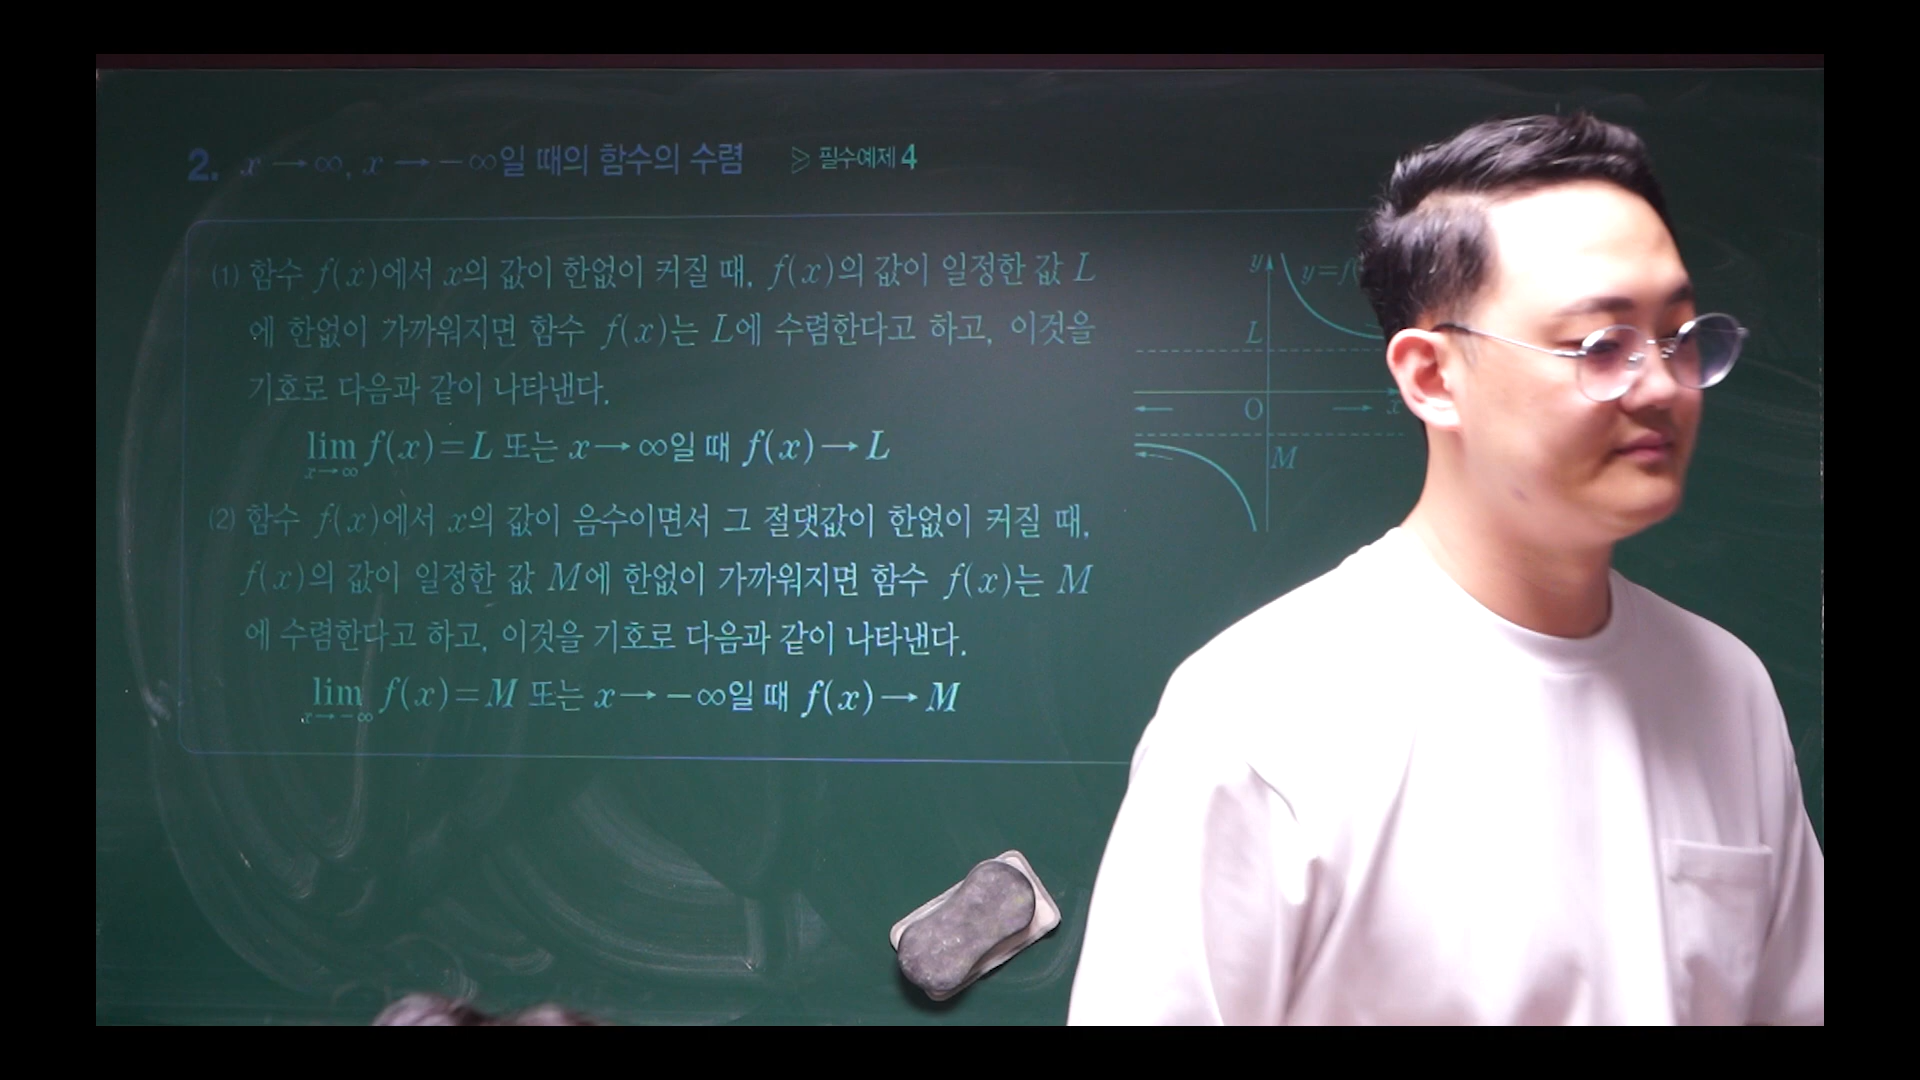 2. x → ∞, x → -∞일 때의 함수의 수렴 ▷ 필수예제 4
(1) 함수 f(x)에서 x의 값이 한없이 커질 때, f(x)의 값이 일정한 값 L
에 한없이 가까워지면 함수 f(x)는 L에 수렴한다고 하고, 이것을
기호로 다음과 같이 나타낸다.
lim f(x)=L 또는 x → ∞일 때 f(x) → L
x→∞
(2) 함수 f(x)에서 x의 값이 음수이면서 그 절댓값이 한없이 커질 때,
f(x)의 값이 일정한 값 M에 한없이 가까워지면 함수 f(x)는 M
에 수렴한다고 하고, 이것을 기호로 다음과 같이 나타낸다.
lim f(x)=M 또는 x → -∞일 때 f(x) → M
x→-∞
y
L
O
x
M